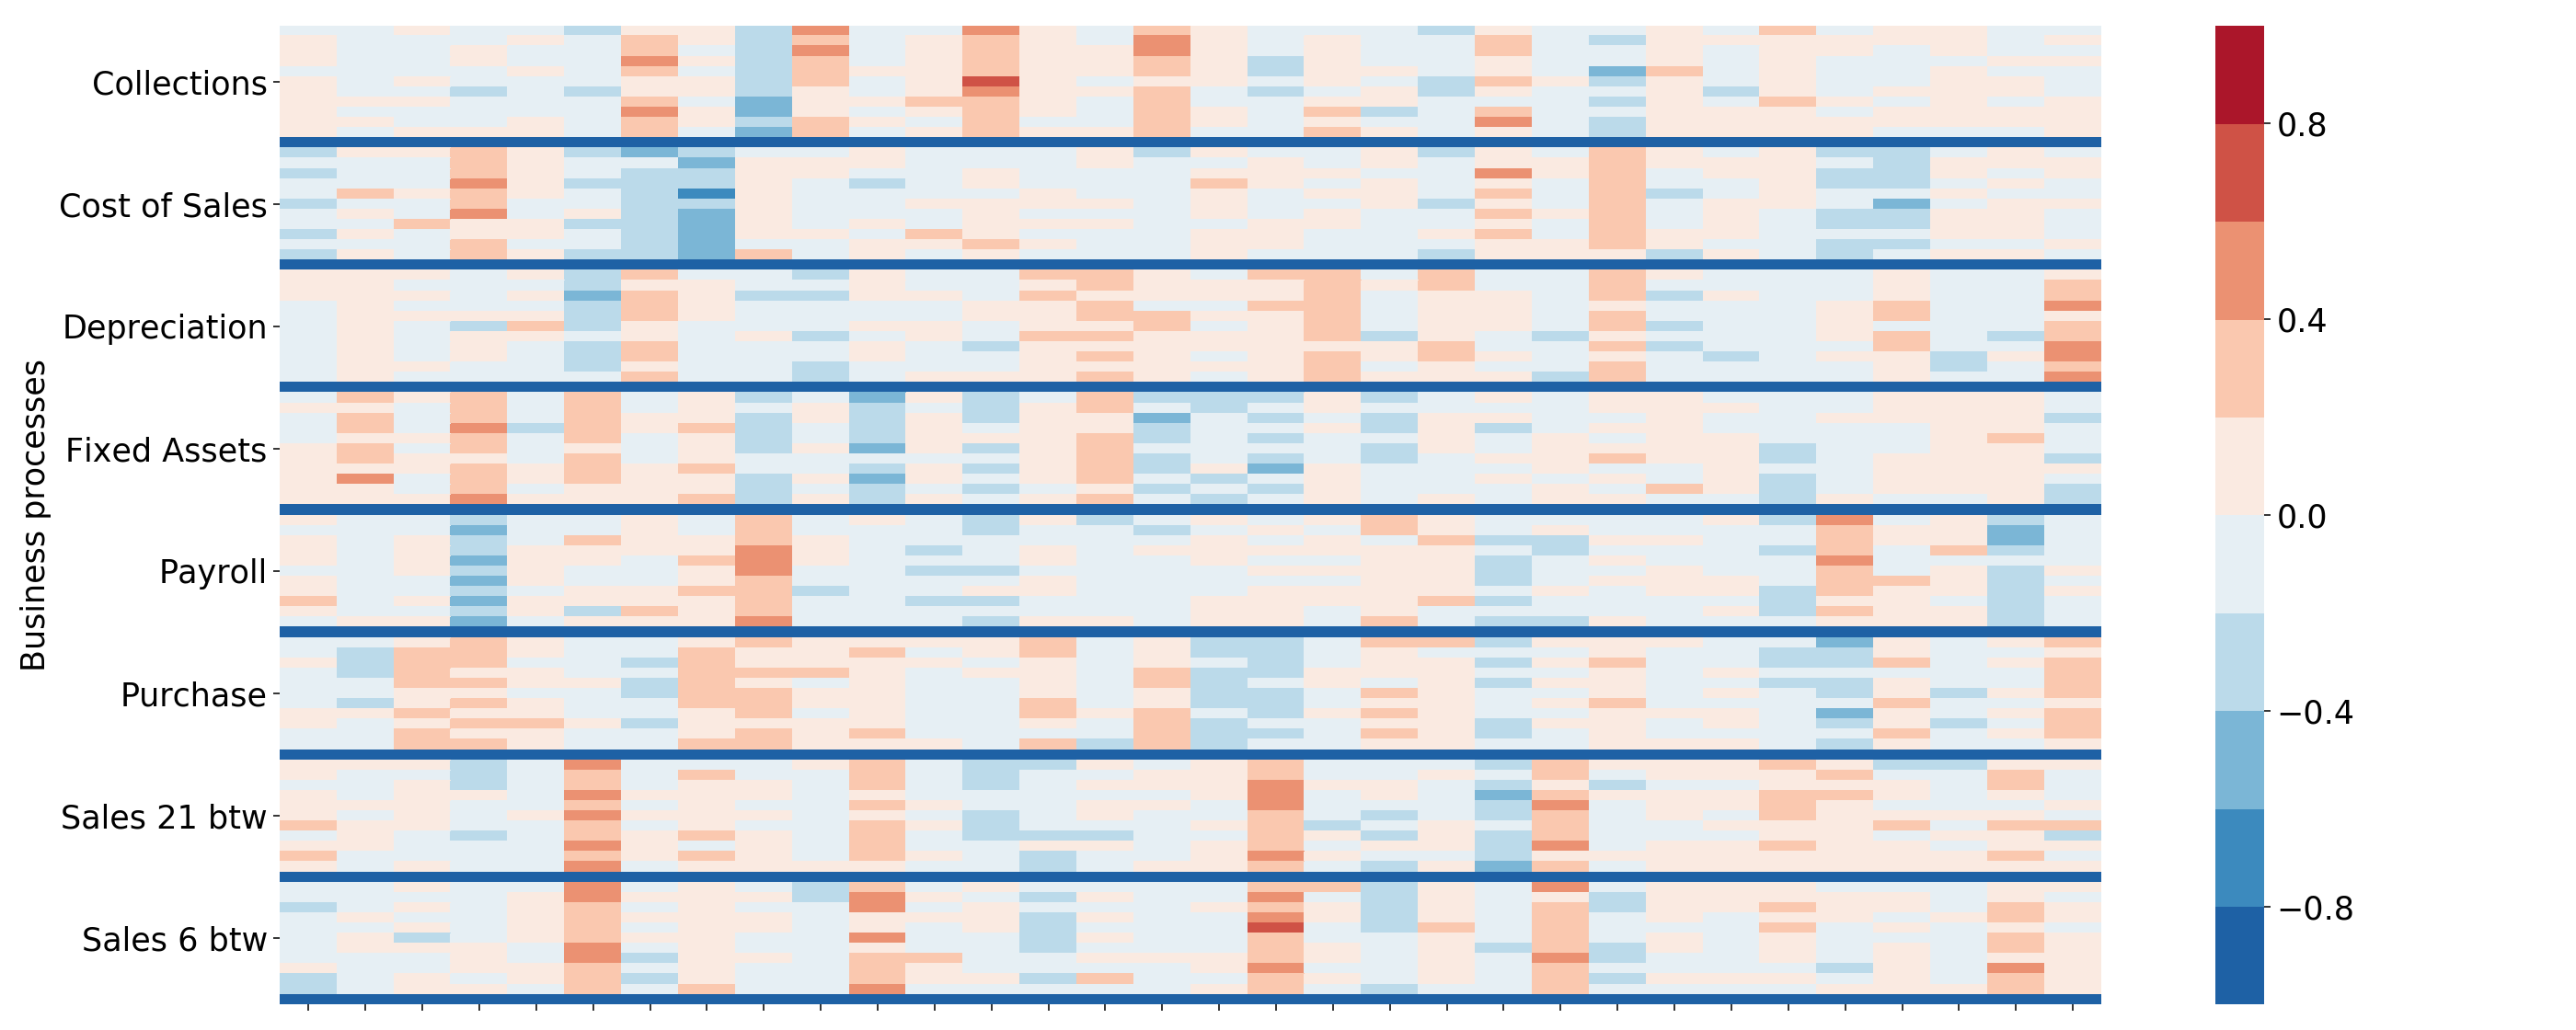 Business processes
Collections
Cost of Sales
Depreciation
Fixed Assets
Payroll
Purchase
Sales 21 btw
Sales 6 btw
0.8
0.4
0.0
−0.4
−0.8